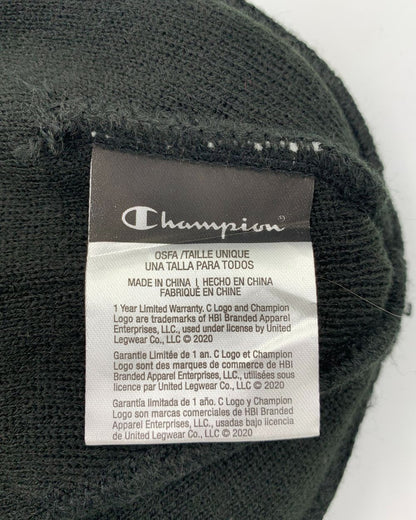 Champion®
OSFA /TAILLE UNIQUE
UNA TALLA PARA TODOS
MADE IN CHINA | HECHO EN CHINA
FABRIQUÉ EN CHINE
1 Year Limited Warranty. C Logo and Champion
Logo are trademarks of HBI Branded Apparel
Enterprises, LLC., used under license by United
Legwear Co., LLC © 2020
Garantie Limitée de 1 an. C Logo et Champion
Logo sont des marques de commerce de HBI
Branded Apparel Enterprises, LLC., utilisées sous
licence par United Legwear Co., LLC © 2020
Garantía limitada de 1 año. C Logo y Champion
Logo son marcas comerciales de HBI Branded
Apparel Enterprises, LLC., usadas bajo licencia
de United Legwear Co., LLC © 2020